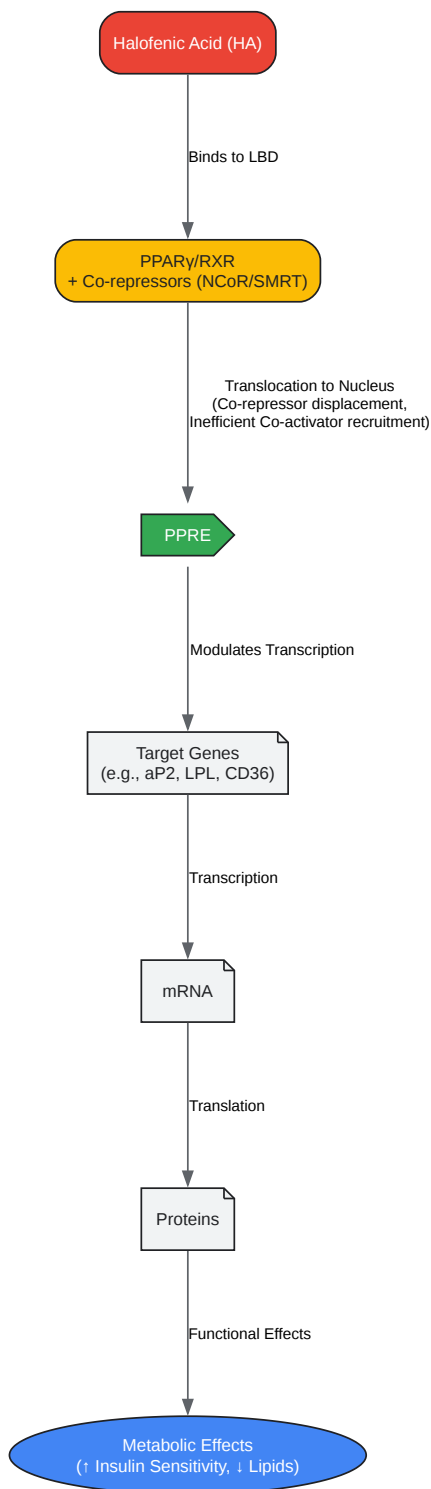 Halofenic Acid (HA)
Binds to LBD
PPARγ/RXR
+ Co-repressors (NCoR/SMRT)
Translocation to Nucleus
(Co-repressor displacement,
Inefficient Co-activator recruitment)
PPRE
Modulates Transcription
Target Genes
(e.g., aP2, LPL, CD36)
Transcription
mRNA
Translation
Proteins
Functional Effects
Metabolic Effects
(↑ Insulin Sensitivity, ↓ Lipids)